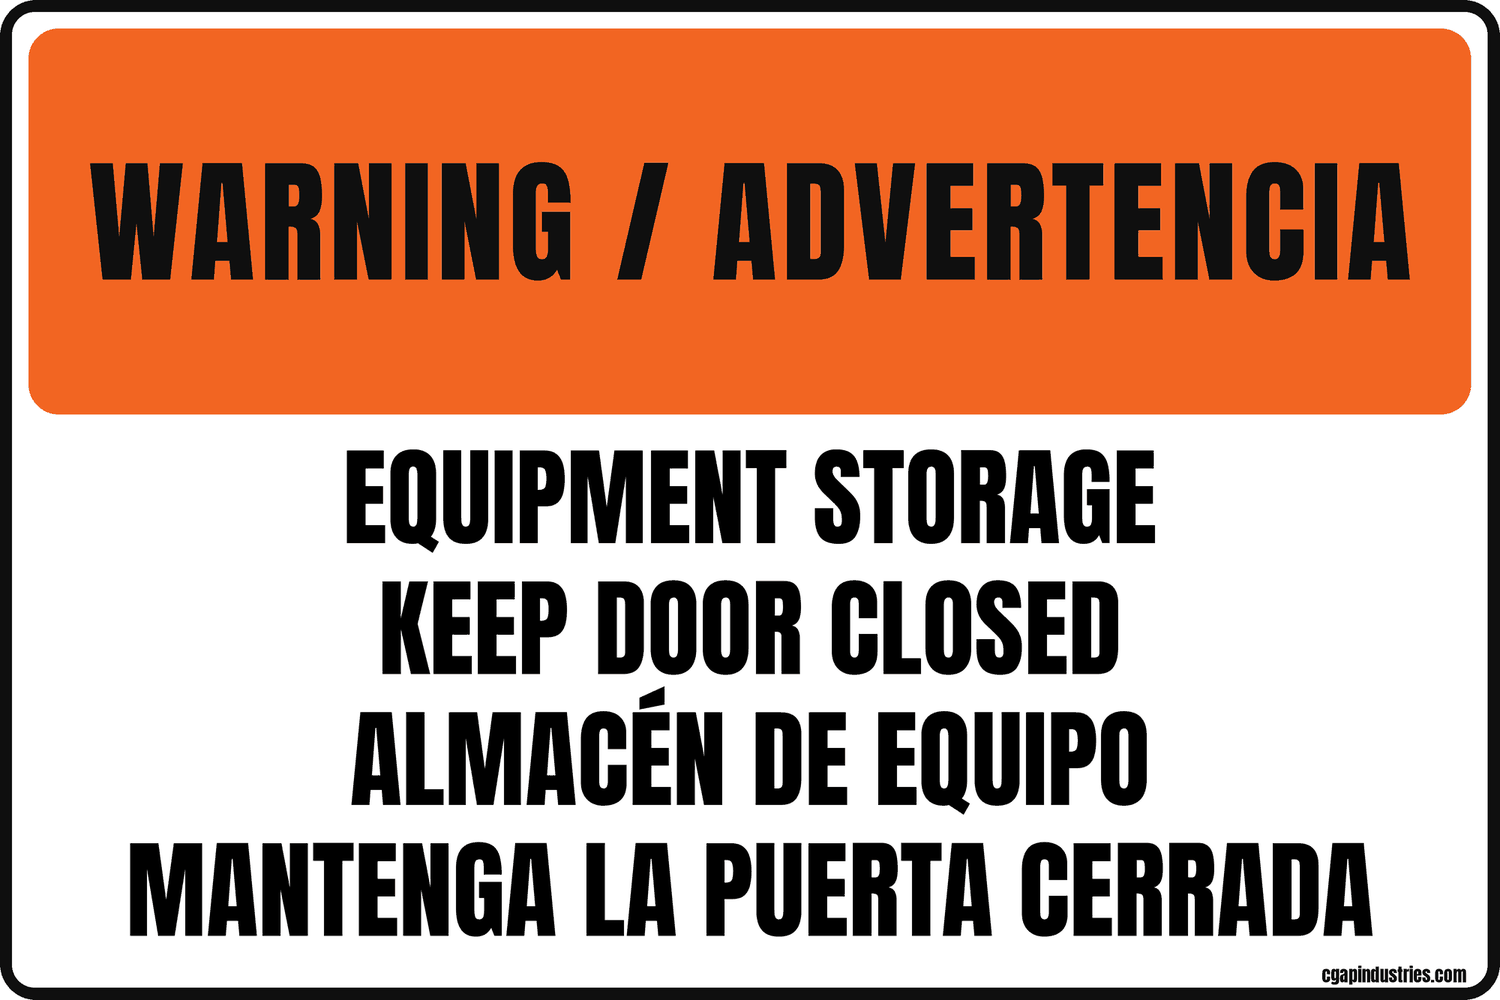 WARNING / ADVERTENCIA
EQUIPMENT STORAGE
KEEP DOOR CLOSED
ALMACÉN DE EQUIPO
MANTENGA LA PUERTA CERRADA
cgapindustries.com